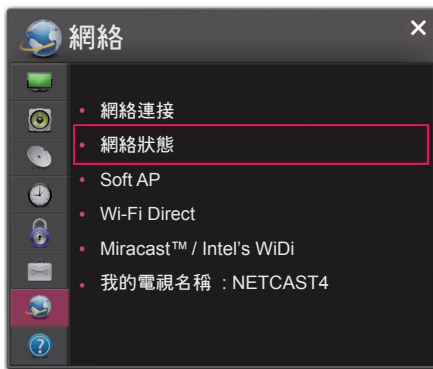 網絡
網絡連接
網絡狀態
Soft AP
Wi-Fi Direct
Miracast™ / Intel's WiDi
我的電視名稱 : NETCAST4